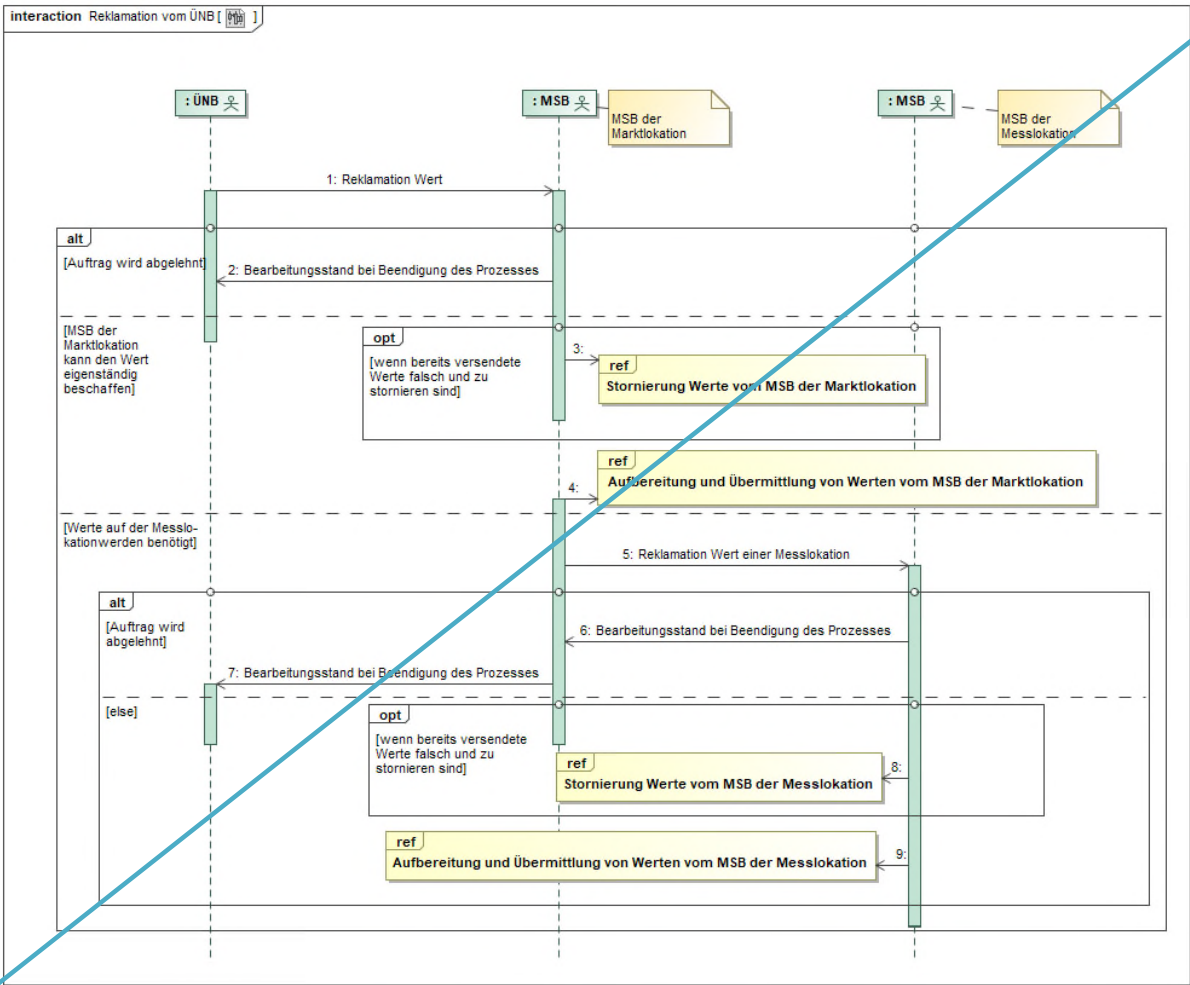 interaction Reklamation vom ÜNB [ ]
: ÜNB
: MSB
MSB der
Marktlokation
: MSB
MSB der
Messlokation
1: Reklamation Wert
alt
[Auftrag wird abgelehnt]
2: Bearbeitungsstand bei Beendigung des Prozesses
[MSB der
Marktlokation
kann den Wert
eigenständig
beschaffen]
opt
[wenn bereits versendete
Werte falsch und zu
stornieren sind]
3:
ref
Stornierung Werte vom MSB der Marktlokation
ref
Aufbereitung und Übermittlung von Werten vom MSB der Marktlokation
4:
[Werte auf der Messlo-
kationwerden benötigt]
5: Reklamation Wert einer Messlokation
alt
[Auftrag wird
abgelehnt]
6: Bearbeitungsstand bei Beendigung des Prozesses
7: Bearbeitungsstand bei Beendigung des Prozesses
[else]
opt
[wenn bereits versendete
Werte falsch und zu
stornieren sind]
ref
Stornierung Werte vom MSB der Messlokation
8:
ref
Aufbereitung und Übermittlung von Werten vom MSB der Messlokation
9: